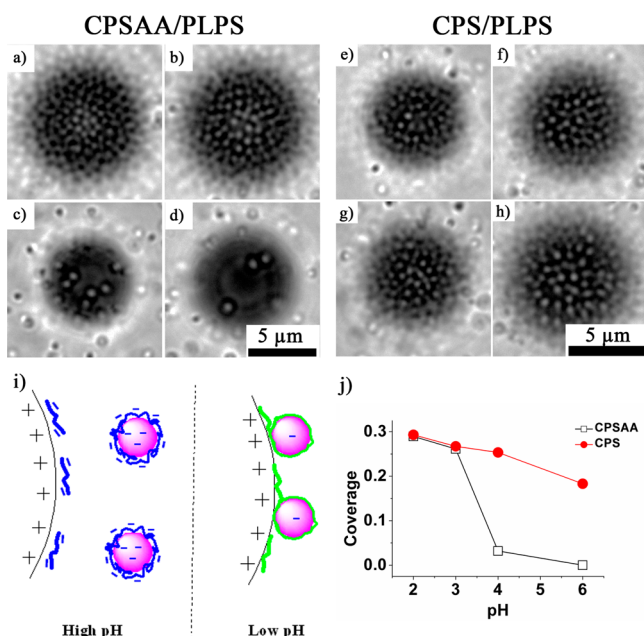 CPSAA/PLPS
CPS/PLPS
a)
b)
e)
f)
c)
d)
g)
h)
5 μm
5 μm
i)
+
+
+
+
+
+
-
-
-
-
High pH
+
+
+
+
+
+
-
-
Low pH
j)
CPSAA
CPS
Coverage
0.3
0.2
0.1
0.0
2
3
4
5
6
pH